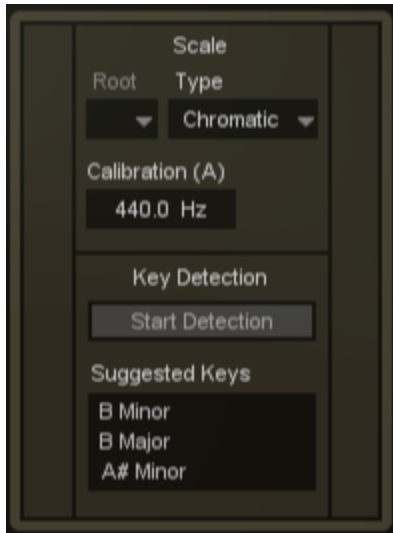 Scale
Root Type
Chromatic
Calibration (A)
440.0 Hz
Key Detection
Start Detection
Suggested Keys
B Minor
B Major
A# Minor